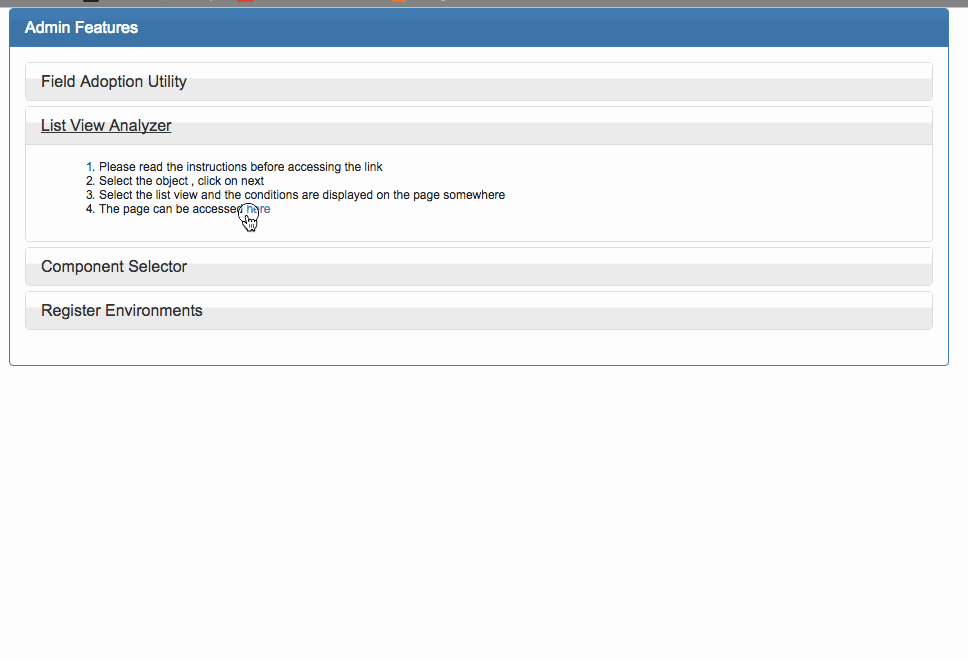 Admin Features
Field Adoption Utility
List View Analyzer
1. Please read the instructions before accessing the link
2. Select the object , click on next
3. Select the list view and the conditions are displayed on the page somewhere
4. The page can be accessed here
Component Selector
Register Environments